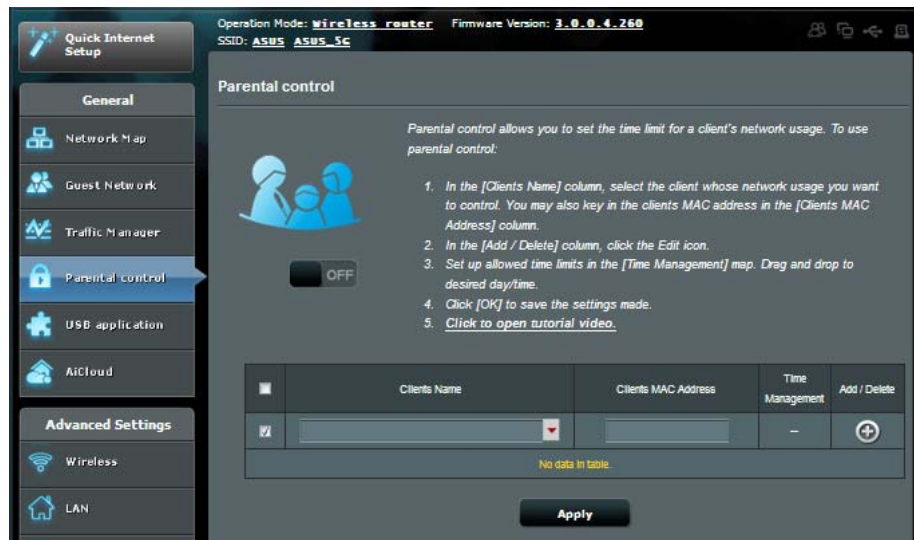 Quick Internet
Setup
Operation Mode: Wireless router Firmware Version: 3.0.0.4.260
SSID: ASUS ASUS_5G
General
Network Map
Guest Network
Traffic Manager
Parental control
USB application
AiCloud
Advanced Settings
Wireless
LAN
Parental control
Parental control allows you to set the time limit for a client's network usage. To use
parental control:
1. In the [Clients Name] column, select the client whose network usage you want
to control. You may also key in the clients MAC address in the [Clients MAC
Address] column.
2. In the [Add / Delete] column, click the Edit icon.
3. Set up allowed time limits in the [Time Management] map. Drag and drop to
desired day/time.
4. Click [OK] to save the settings made.
5. Click to open tutorial video.
OFF
Clients Name Clients MAC Address Time Management Add / Delete
–
No data in table.
Apply